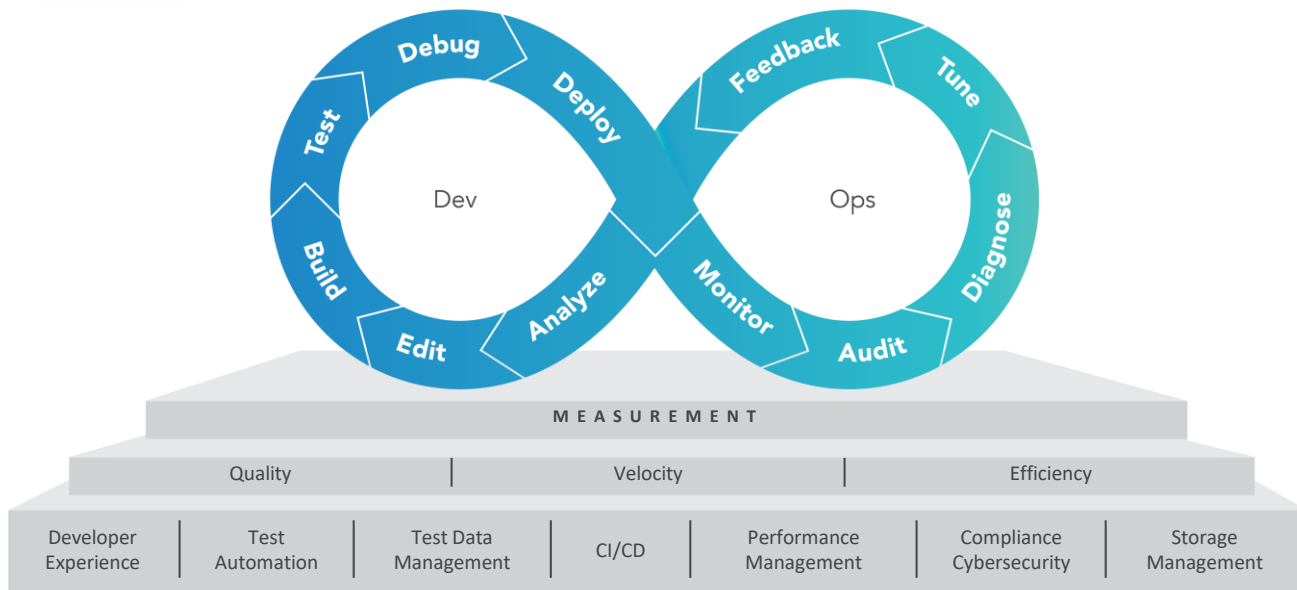 Debug
Deploy
Test
Dev
Build
Edit
Analyze
Feedback
Tune
Ops
Diagnose
Monitor
Audit
MEASUREMENT
Quality
Velocity
Efficiency
Developer
Experience
Test
Automation
Test Data
Management
CI/CD
Performance
Management
Compliance
Cybersecurity
Storage
Management